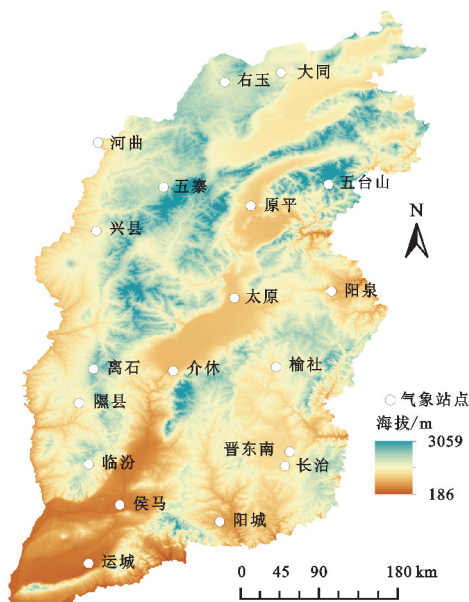 大同
右玉
河曲
五寨
五台山
原平
兴县
N
太原
阳泉
离石
介休
榆社
隰县
气象站点
海拔/m
3059
186
晋东南
长治
临汾
侯马
阳城
运城
0 45 90 180 km